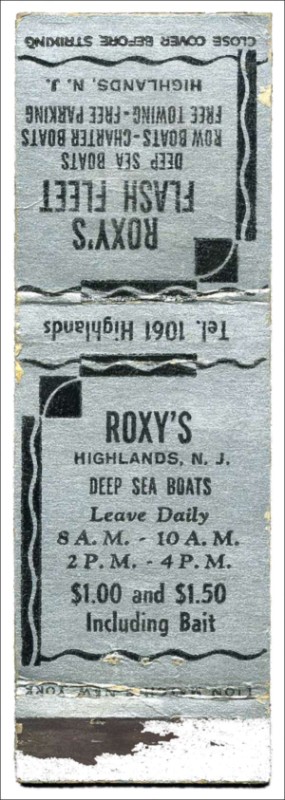 CLOSE COVER BEFORE STRIKING
ROXY'S
FLASH FLEET
DEEP SEA BOATS
ROW BOATS-CHARTER BOATS
FREE TOWING-FREE PARKING
HIGHLANDS, N. J.
Tel. 1061 Highlands
ROXY'S
HIGHLANDS, N. J.
DEEP SEA BOATS
Leave Daily
8 A. M. - 10 A. M.
2 P. M. - 4 P. M.
$1.00 and $1.50
Including Bait
LION MATCH NEW YORK